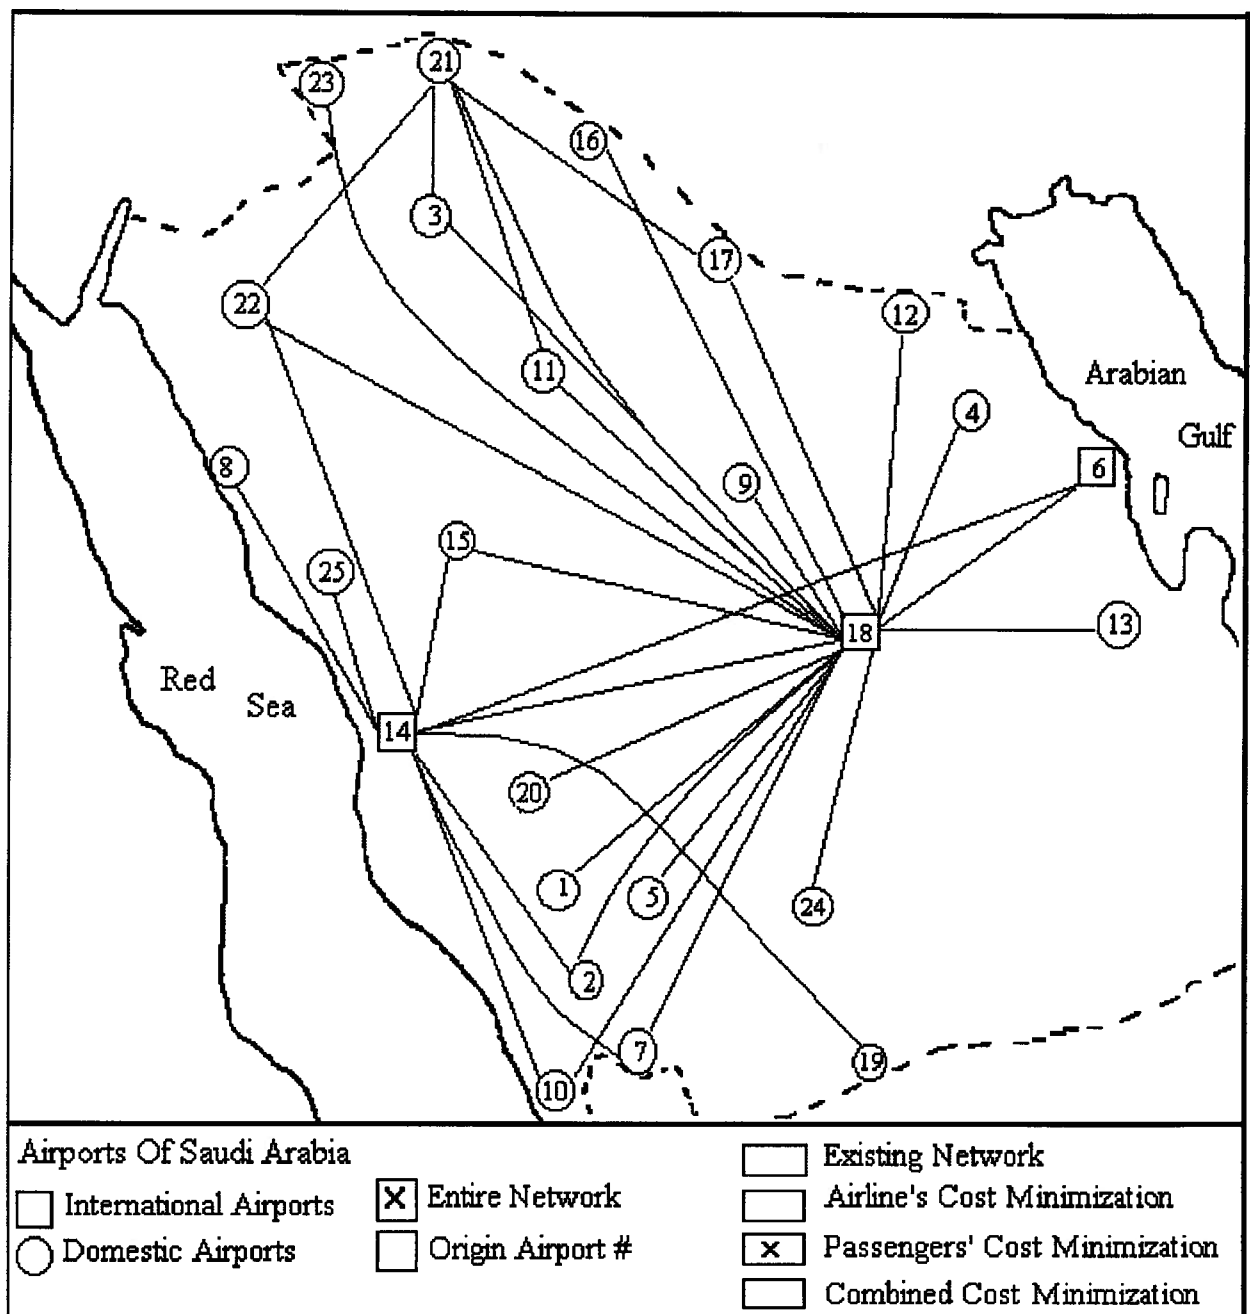 21
23
16
3
17
22
12
11
Arabian
4
Gulf
8
6
9
15
25
18
13
Red
Sea
14
20
1
5
24
2
7
19
10
Airports Of Saudi Arabia
International Airports
Domestic Airports
X Entire Network
Origin Airport #
Existing Network
Airline's Cost Minimization
X Passengers' Cost Minimization
Combined Cost Minimization